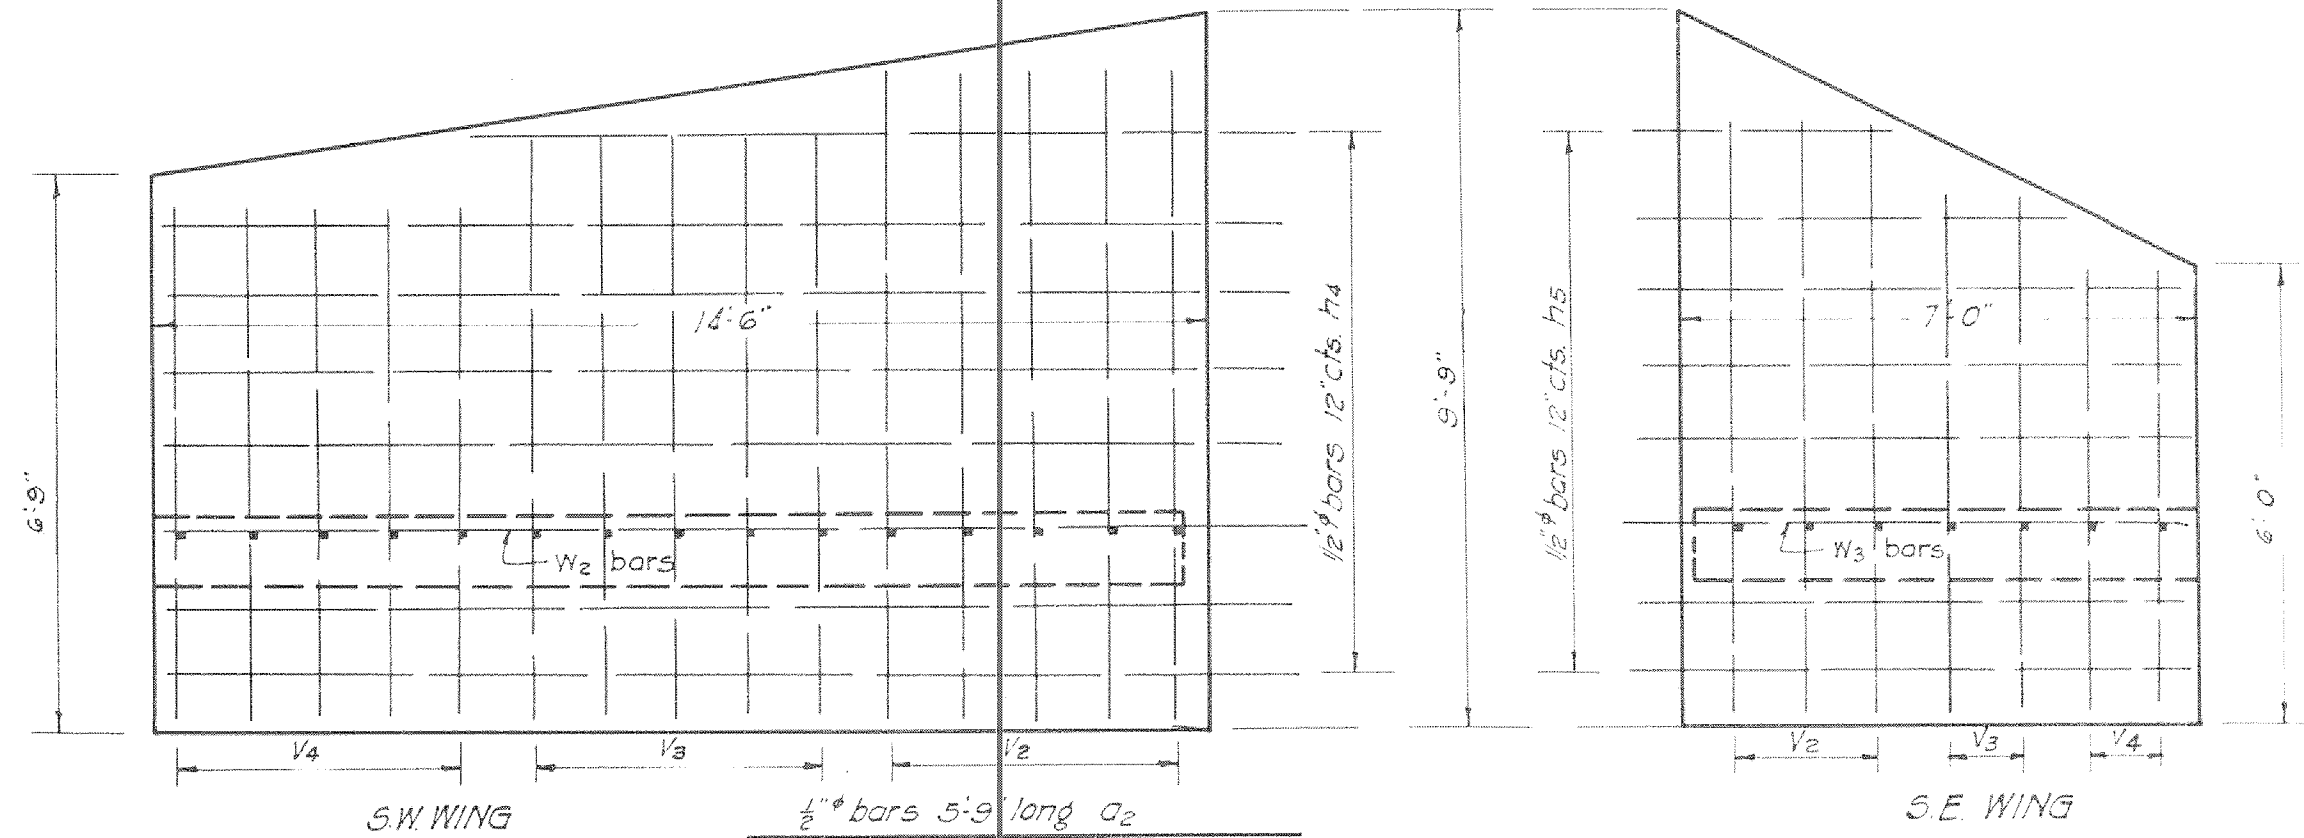 14'-6"
6'-9"
W2 bars
1/2"φ bars 12" cts. h4
9'-9"
V4
V3
V2
S.W. WING
1/2"φ bars 5'-9" long a2
1/2"φ bars 12" cts. h5
7'-0"
W3 bars
6'-0"
V2
V3
V4
S.E. WING